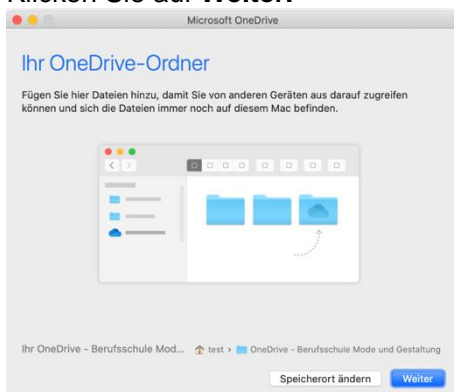 Klicken Sie auf Weiter.
Microsoft OneDrive
Ihr OneDrive-Ordner
Fügen Sie hier Dateien hinzu, damit Sie von anderen Geräten aus darauf zugreifen
können und sich die Dateien immer noch auf diesem Mac befinden.
Ihr OneDrive - Berufsschule Mod... test › OneDrive - Berufsschule Mode und Gestaltung
Speicherort ändern Weiter